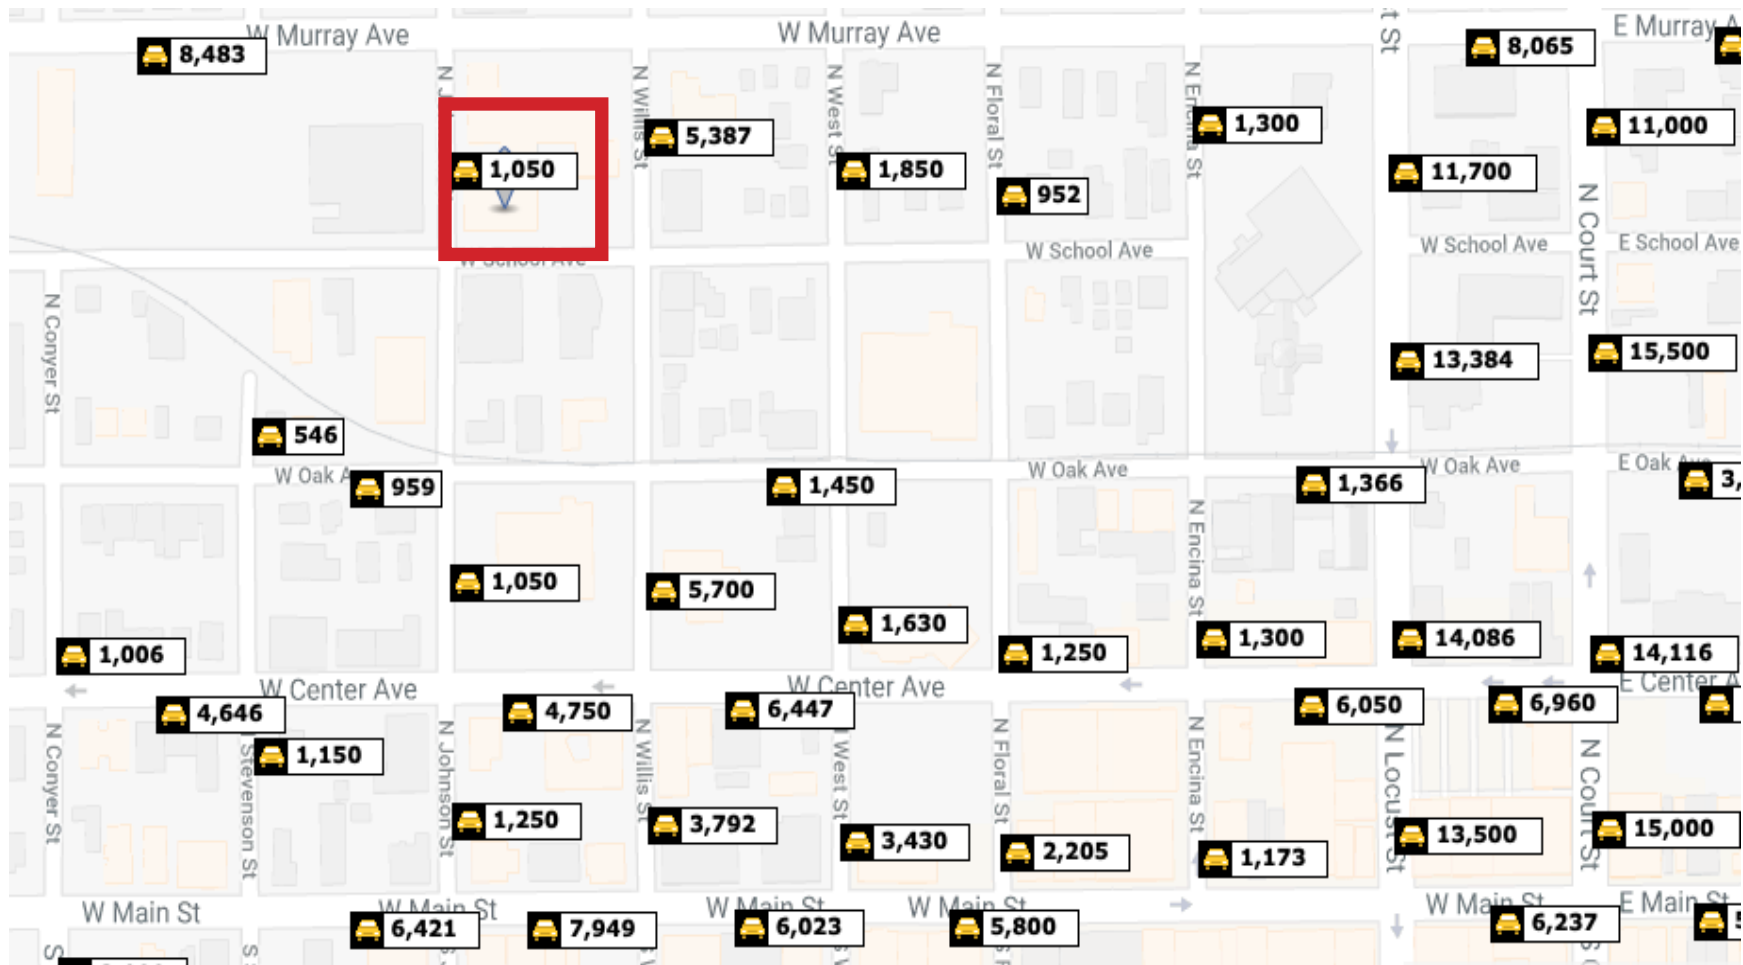 W Murray Ave
W Murray Ave
E Murray A
t St
8,483
8,065
N J
N Willis St
N West St
N Floral St
N Encina St
1,300
11,000
5,387
1,050
1,850
952
11,700
N Court St
W School Ave
W School Ave
W School Ave
E School Ave
N Conyer St
13,384
15,500
546
W Oak A
959
1,450
W Oak Ave
1,366
W Oak Ave
E Oak Ave
3,
N Encina St
1,050
5,700
1,630
1,300
14,086
1,006
1,250
14,116
W Center Ave
W Center Ave
E Center A
4,646
4,750
6,447
6,050
6,960
N Conyer St
Stevenson St
N Johnson St
N Willis St
West St
N Floral St
N Encina St
N Locust St
N Court St
1,150
1,250
3,792
3,430
2,205
1,173
13,500
15,000
W Main St
W Main St
W Main St
W Main St
W Main St
E Main St
6,421
7,949
6,023
5,800
6,237
5
S
S
S